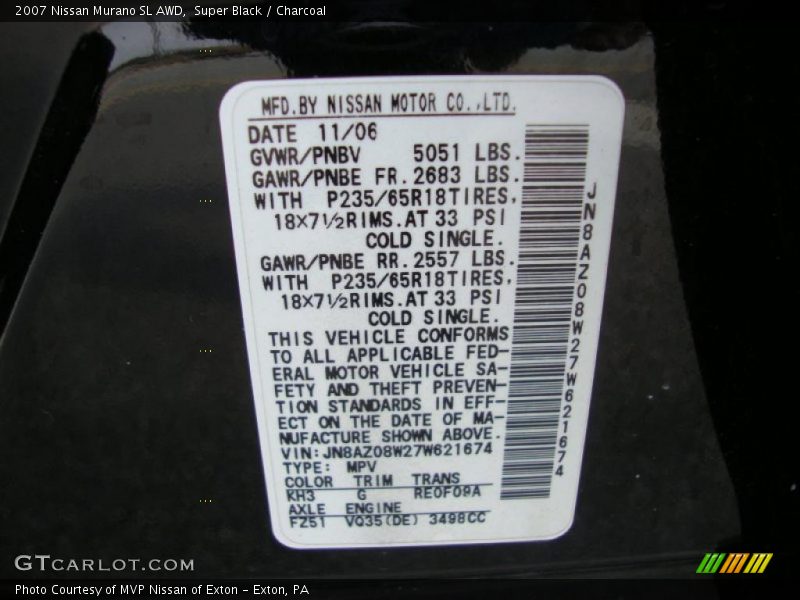 2007 Nissan Murano SL AWD, Super Black / Charcoal
MFD.BY NISSAN MOTOR CO.,LTD.
DATE 11/06
GVWR/PNBV 5051 LBS.
GAWR/PNBE FR. 2683 LBS.
WITH P235/65R18TIRES,
18X7½RIMS.AT 33 PSI
COLD SINGLE.
GAWR/PNBE RR. 2557 LBS.
WITH P235/65R18TIRES,
18X7½RIMS.AT 33 PSI
COLD SINGLE.
THIS VEHICLE CONFORMS
TO ALL APPLICABLE FED-
ERAL MOTOR VEHICLE SA-
FETY AND THEFT PREVEN-
TION STANDARDS IN EFF-
ECT ON THE DATE OF MA-
NUFACTURE SHOWN ABOVE.
VIN:JN8AZ08W27W621674
TYPE: MPV
COLOR TRIM TRANS
KH3 G RE0F09A
AXLE ENGINE
FZ51 VQ35(DE) 3498CC
JN8AZ08W27W621674
GTCARLOT.COM
Photo Courtesy of MVP Nissan of Exton - Exton, PA